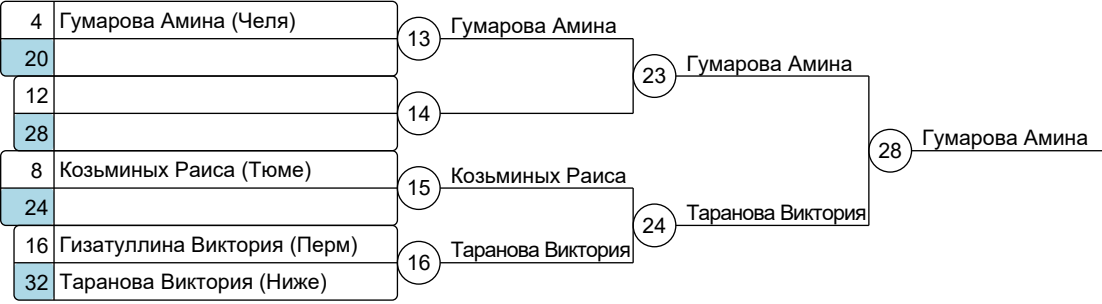 4 Гумарова Амина (Челя)
13 Гумарова Амина
20
23 Гумарова Амина
12
14
28
28 Гумарова Амина
8 Козьминых Раиса (Тюме)
15 Козьминых Раиса
24
24 Таранова Виктория
16 Гизатуллина Виктория (Перм)
16 Таранова Виктория
32 Таранова Виктория (Ниже)